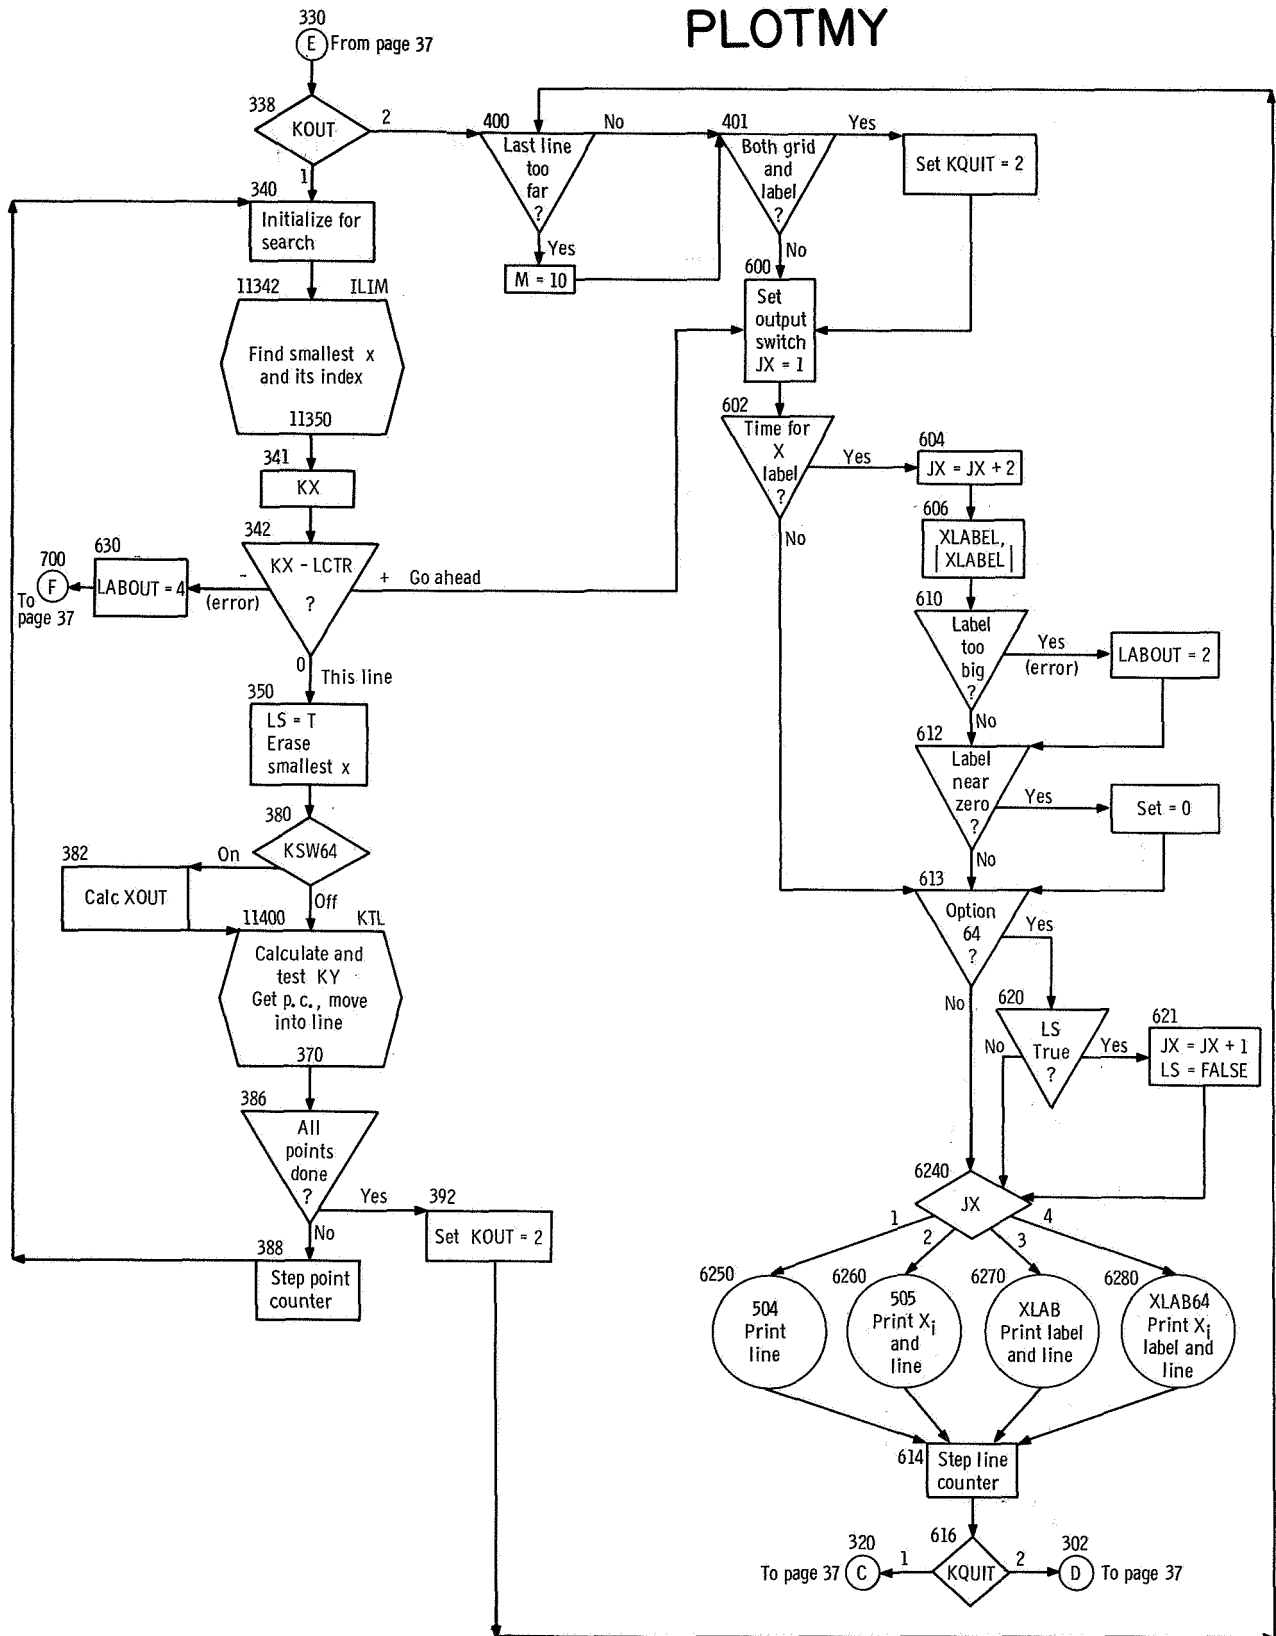 PLOTMY
330
E From page 37
338
KOUT
2
1
340
Initialize for
search
11342 ILIM
Find smallest x
and its index
11350
341
KX
342
KX - LCTR
?
-
(error)
+ Go ahead
630
LABOUT = 4
700
F
To
page 37
0
This line
350
LS = T
Erase
smallest x
380
KSW64
On
Off
382
Calc XOUT
11400 KTL
Calculate and
test KY
Get p.c., move
into line
370
386
All
points
done
?
Yes
No
392
Set KOUT = 2
388
Step point
counter
400
Last line
too
far
?
No
Yes
M = 10
401
Both grid
and
label
?
Yes
No
Set KQUIT = 2
600
Set
output
switch
JX = 1
602
Time for
X
label
?
Yes
No
604
JX = JX + 2
606
XLABEL,
|XLABEL|
610
Label
too
big
?
Yes
(error)
LABOUT = 2
No
612
Label
near
zero
?
Yes
Set = 0
No
613
Option
64
?
Yes
No
620
LS
True
?
No
Yes
621
JX = JX + 1
LS = FALSE
6240
JX
1
2
3
4
6250
504
Print
line
6260
505
Print Xi
and
line
6270
XLAB
Print label
and line
6280
XLAB64
Print Xi
label and
line
614
Step line
counter
616
KQUIT
1
2
320
To page 37 C
302
D To page 37